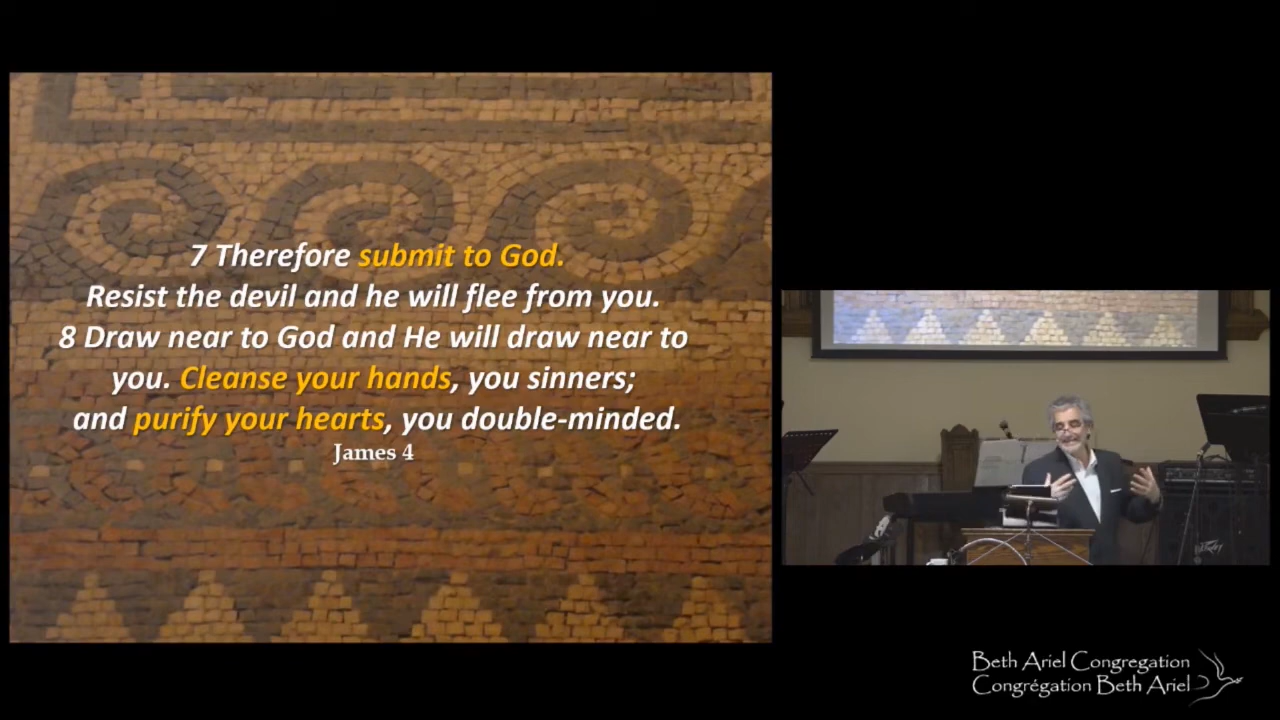 7 Therefore submit to God.
Resist the devil and he will flee from you.
8 Draw near to God and He will draw near to
you. Cleanse your hands, you sinners;
and purify your hearts, you double-minded.
James 4
Peavey
Beth Ariel Congregation
Congrégation Beth Ariel